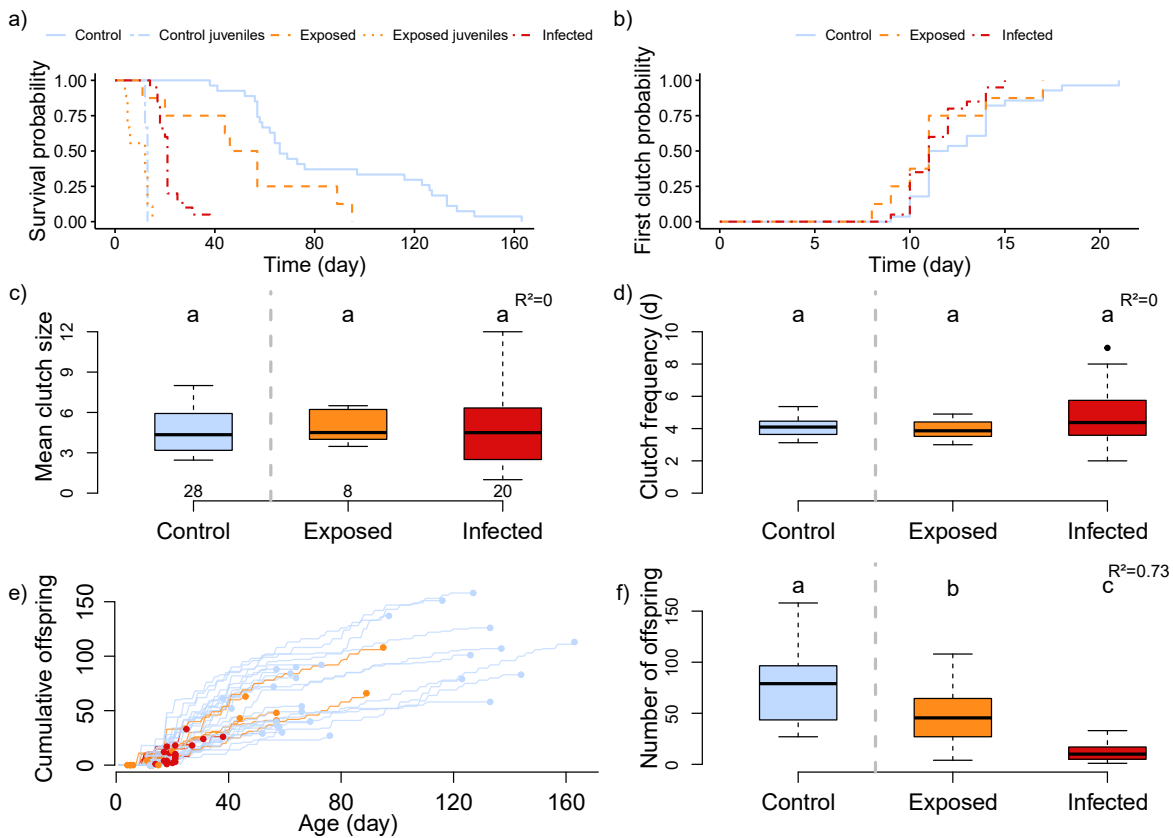 a)
Control Control juveniles Exposed Exposed juveniles Infected
Survival probability
1.00
0.75
0.50
0.25
0.00
0 40 80 120 160
Time (day)
b)
Control Exposed Infected
First clutch probability
1.00
0.75
0.50
0.25
0.00
0 5 10 15 20
Time (day)
c)
R²=0
a a a
Mean clutch size
12
9
6
3
0
28 8 20
Control Exposed Infected
d)
R²=0
a a a
Clutch frequency (d)
10
8
6
4
2
0
Control Exposed Infected
e)
Cumulative offspring
150
100
50
0
0 40 80 120 160
Age (day)
f)
R²=0.73
a b c
Number of offspring
150
100
50
0
Control Exposed Infected